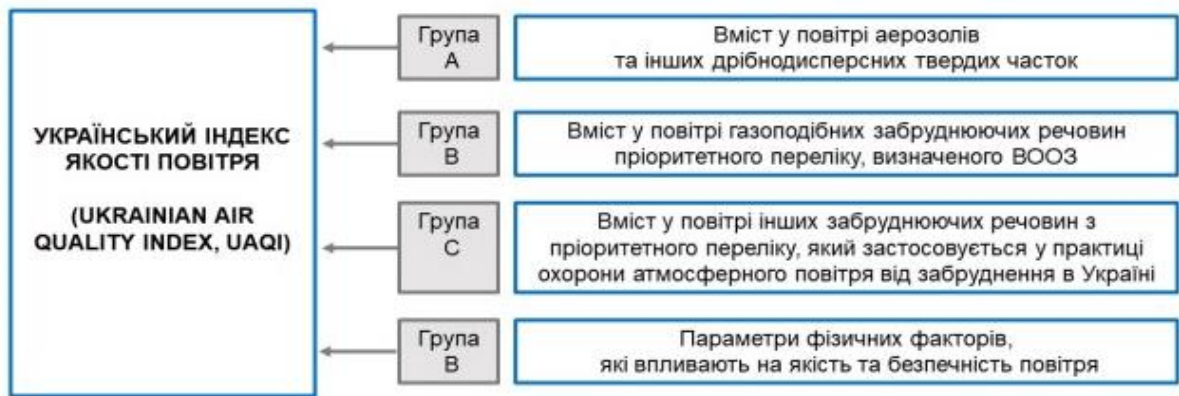 УКРАЇНСЬКИЙ ІНДЕКС
ЯКОСТІ ПОВІТРЯ
(UKRAINIAN AIR
QUALITY INDEX, UAQI)
Група
А
Вміст у повітрі аерозолів
та інших дрібнодисперсних твердих часток
Група
В
Вміст у повітрі газоподібних забруднюючих речовин
пріоритетного переліку, визначеного ВООЗ
Група
С
Вміст у повітрі інших забруднюючих речовин з
пріоритетного переліку, який застосовується у практиці
охорони атмосферного повітря від забруднення в Україні
Група
В
Параметри фізичних факторів,
які впливають на якість та безпечність повітря